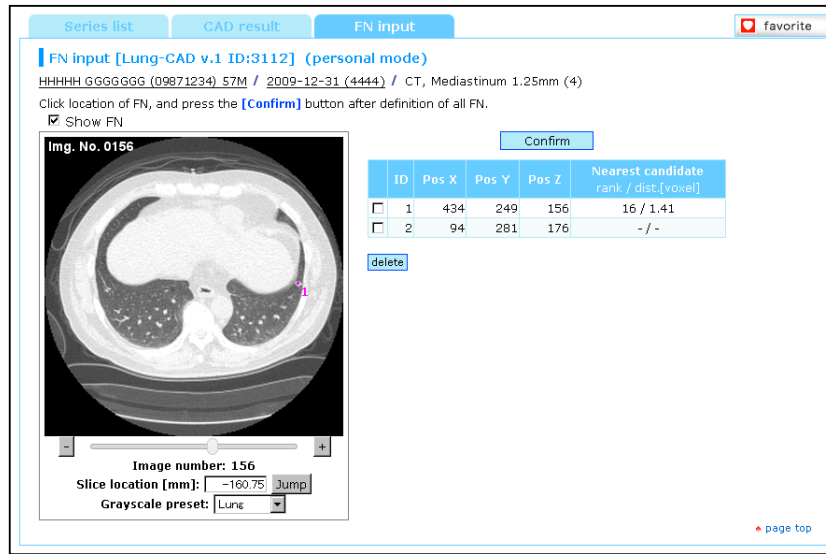 Series list CAD result FN input favorite
FN input [Lung-CAD v.1 ID:3112] (personal mode)
HHHHH GGGGGGG (09871234) 57M / 2009-12-31 (4444) / CT, Mediastinum 1.25mm (4)
Click location of FN, and press the [Confirm] button after definition of all FN.
Show FN
Img. No. 0156
1
- +
Image number: 156
Slice location [mm]: -160.75 Jump
Grayscale preset: Lung
Confirm
ID Pos X Pos Y Pos Z Nearest candidate
rank / dist.[voxel]
1 434 249 156 16 / 1.41
2 94 281 176 - / -
delete
page top